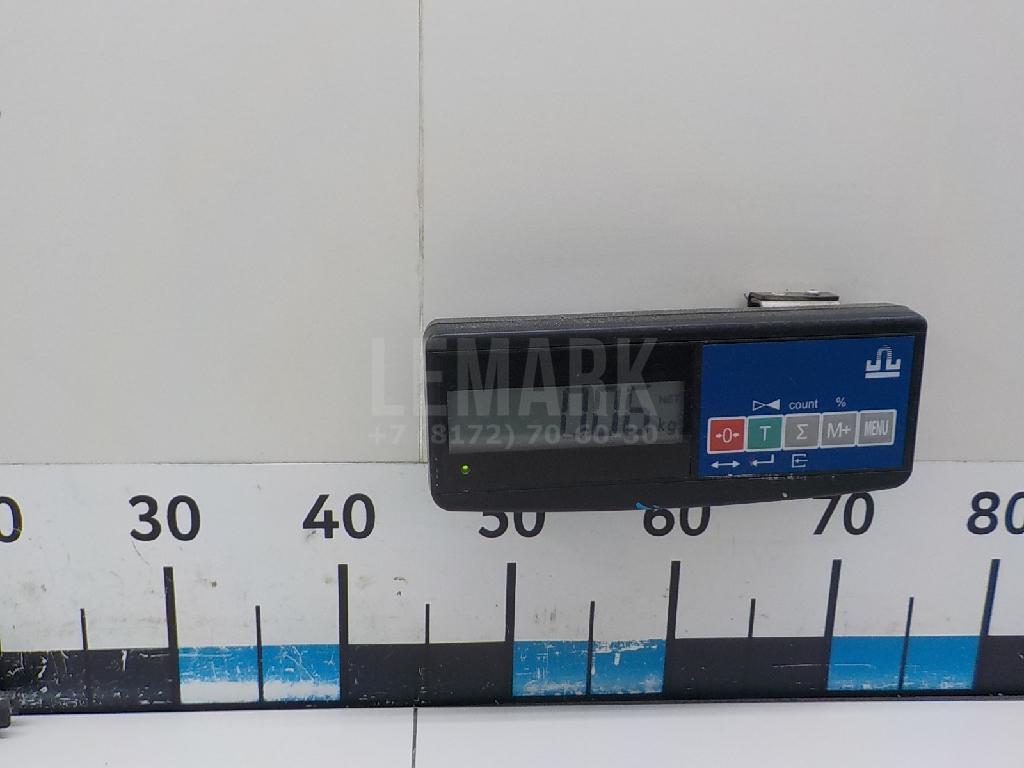 LEMARK
+7 (8172) 70-60-30
NET
kg
count %
→0← T Σ M+ MENU
30 40 50 60 70 80